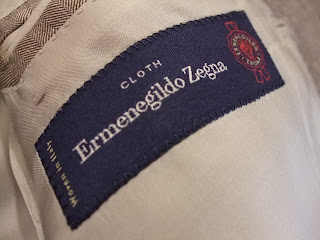 CLOTH
Ermenegildo Zegna
Woven in Italy